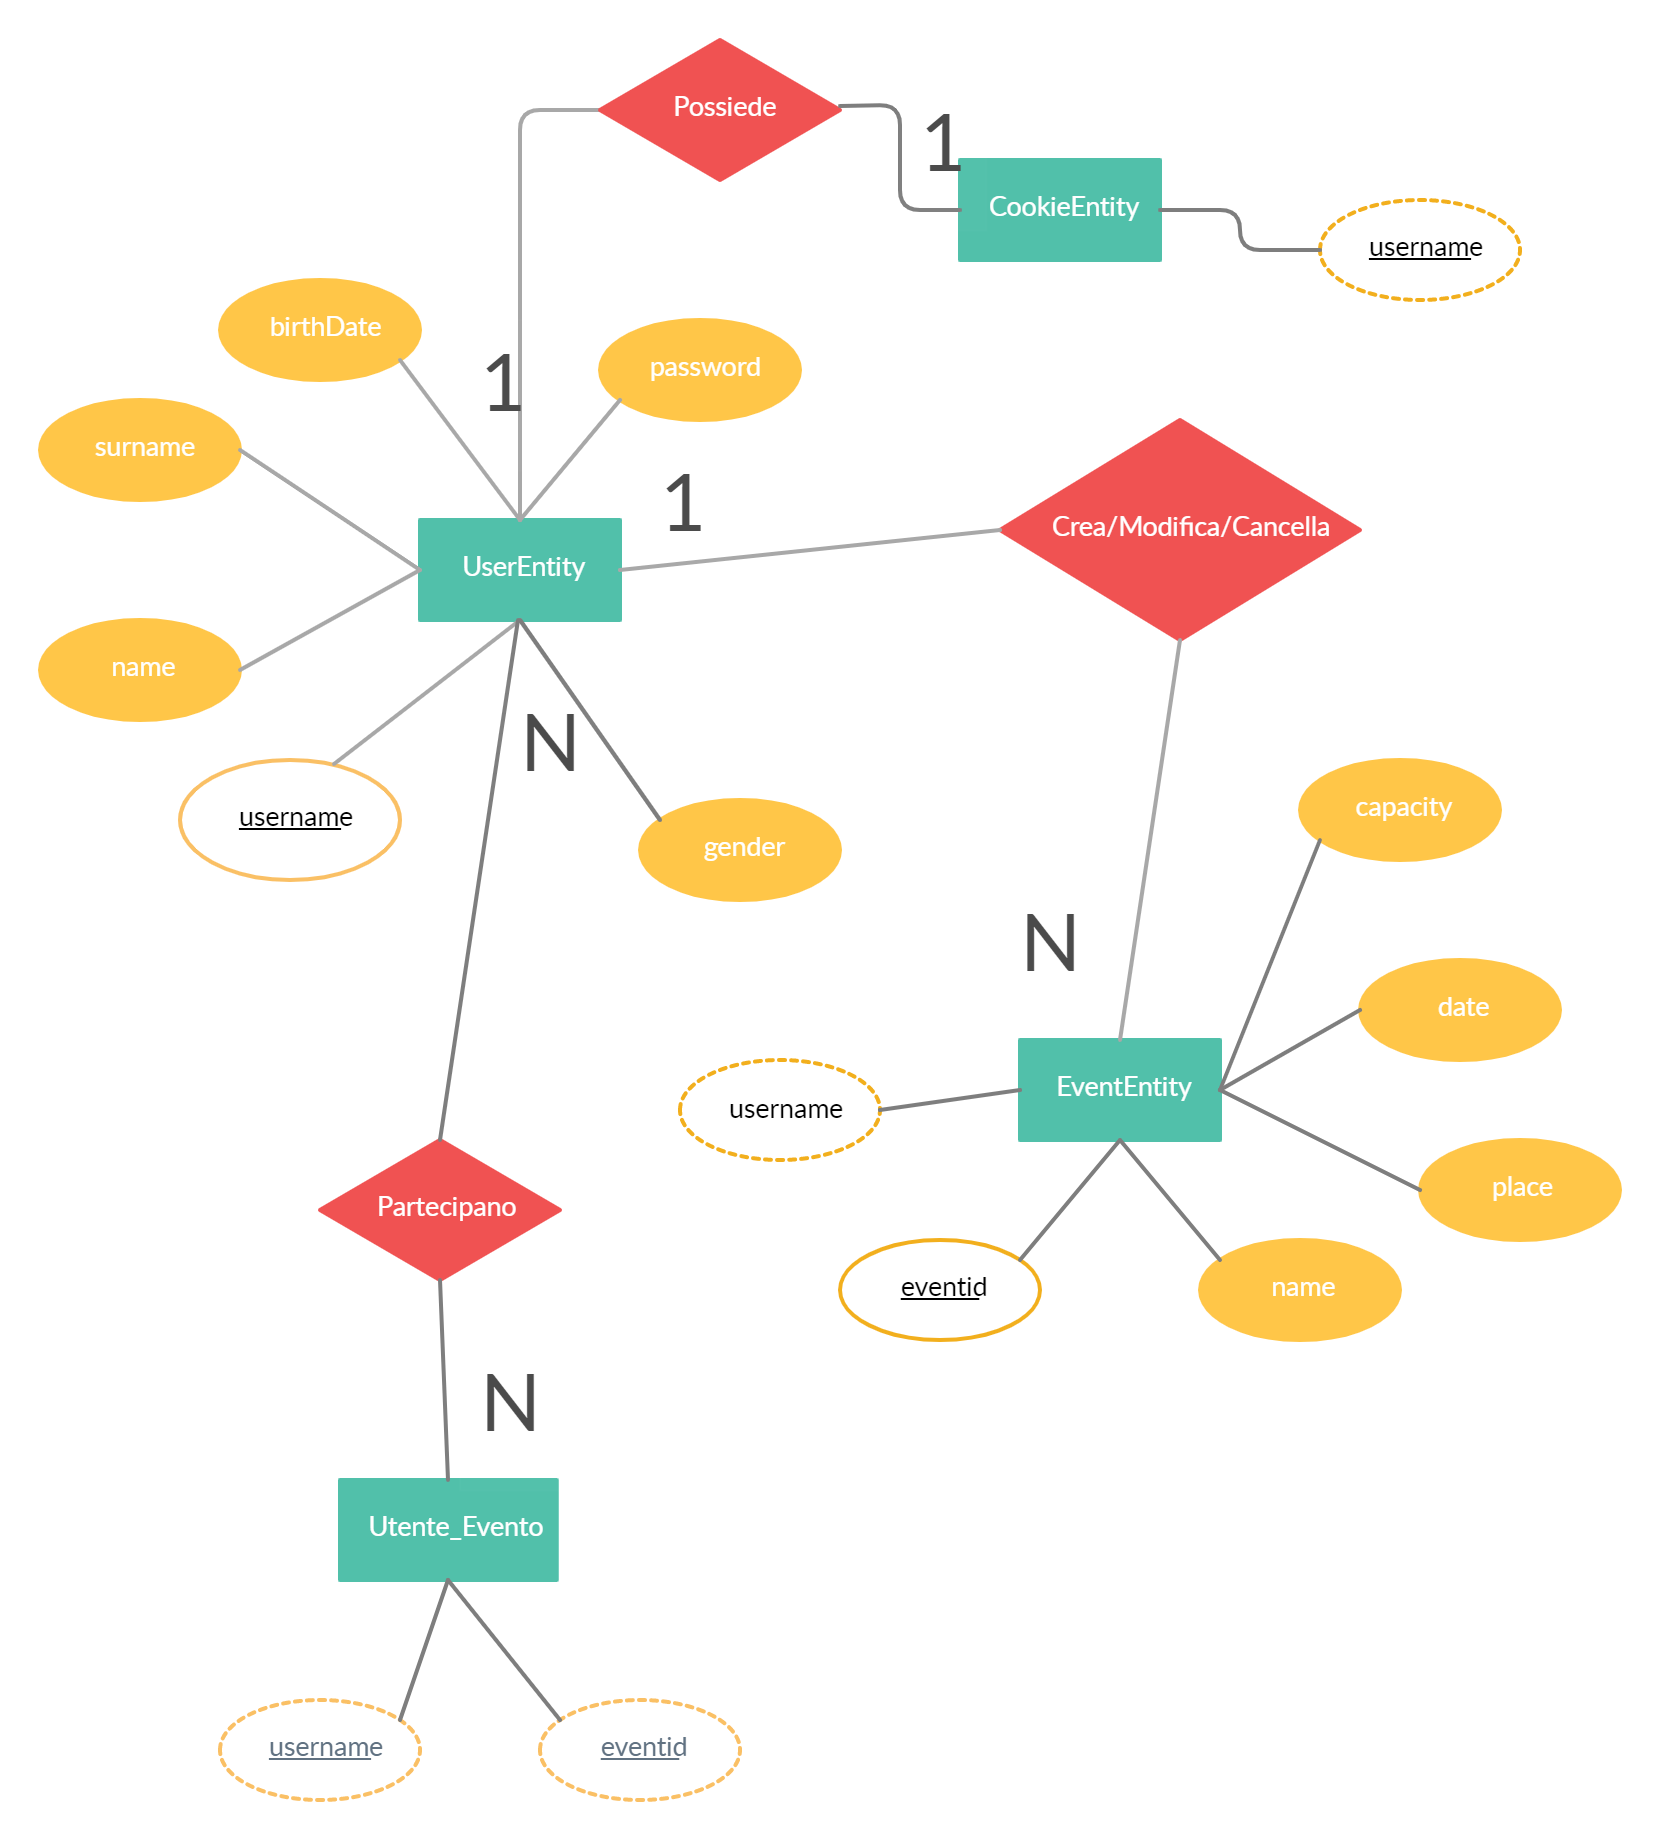 Possiede
1
CookieEntity
username
birthDate
1
password
surname
1
Crea/Modifica/Cancella
UserEntity
name
N
username
gender
capacity
N
date
EventEntity
username
place
Partecipano
eventid
name
N
Utente_Evento
username
eventid